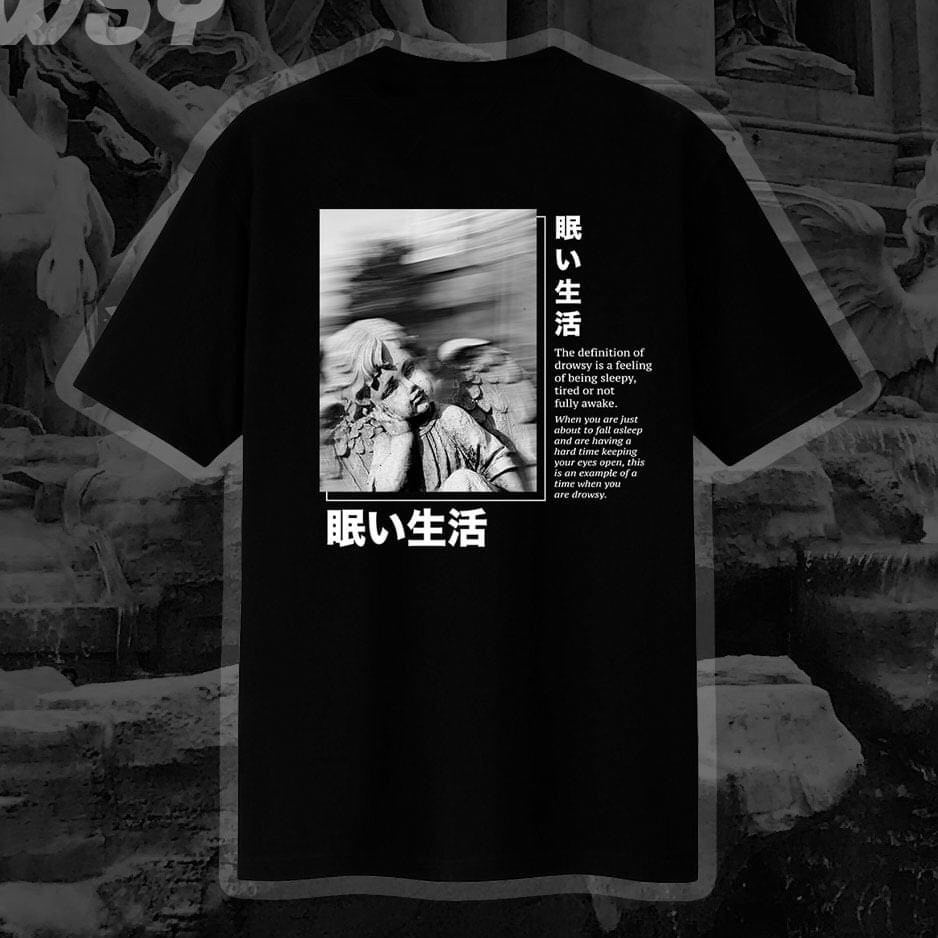 WSY
眠い生活
The definition of
drowsy is a feeling
of being sleepy,
tired or not
fully awake.
When you are just
about to fall asleep
and are having a
hard time keeping
your eyes open, this
is an example of a
time when you
are drowsy.
眠い生活